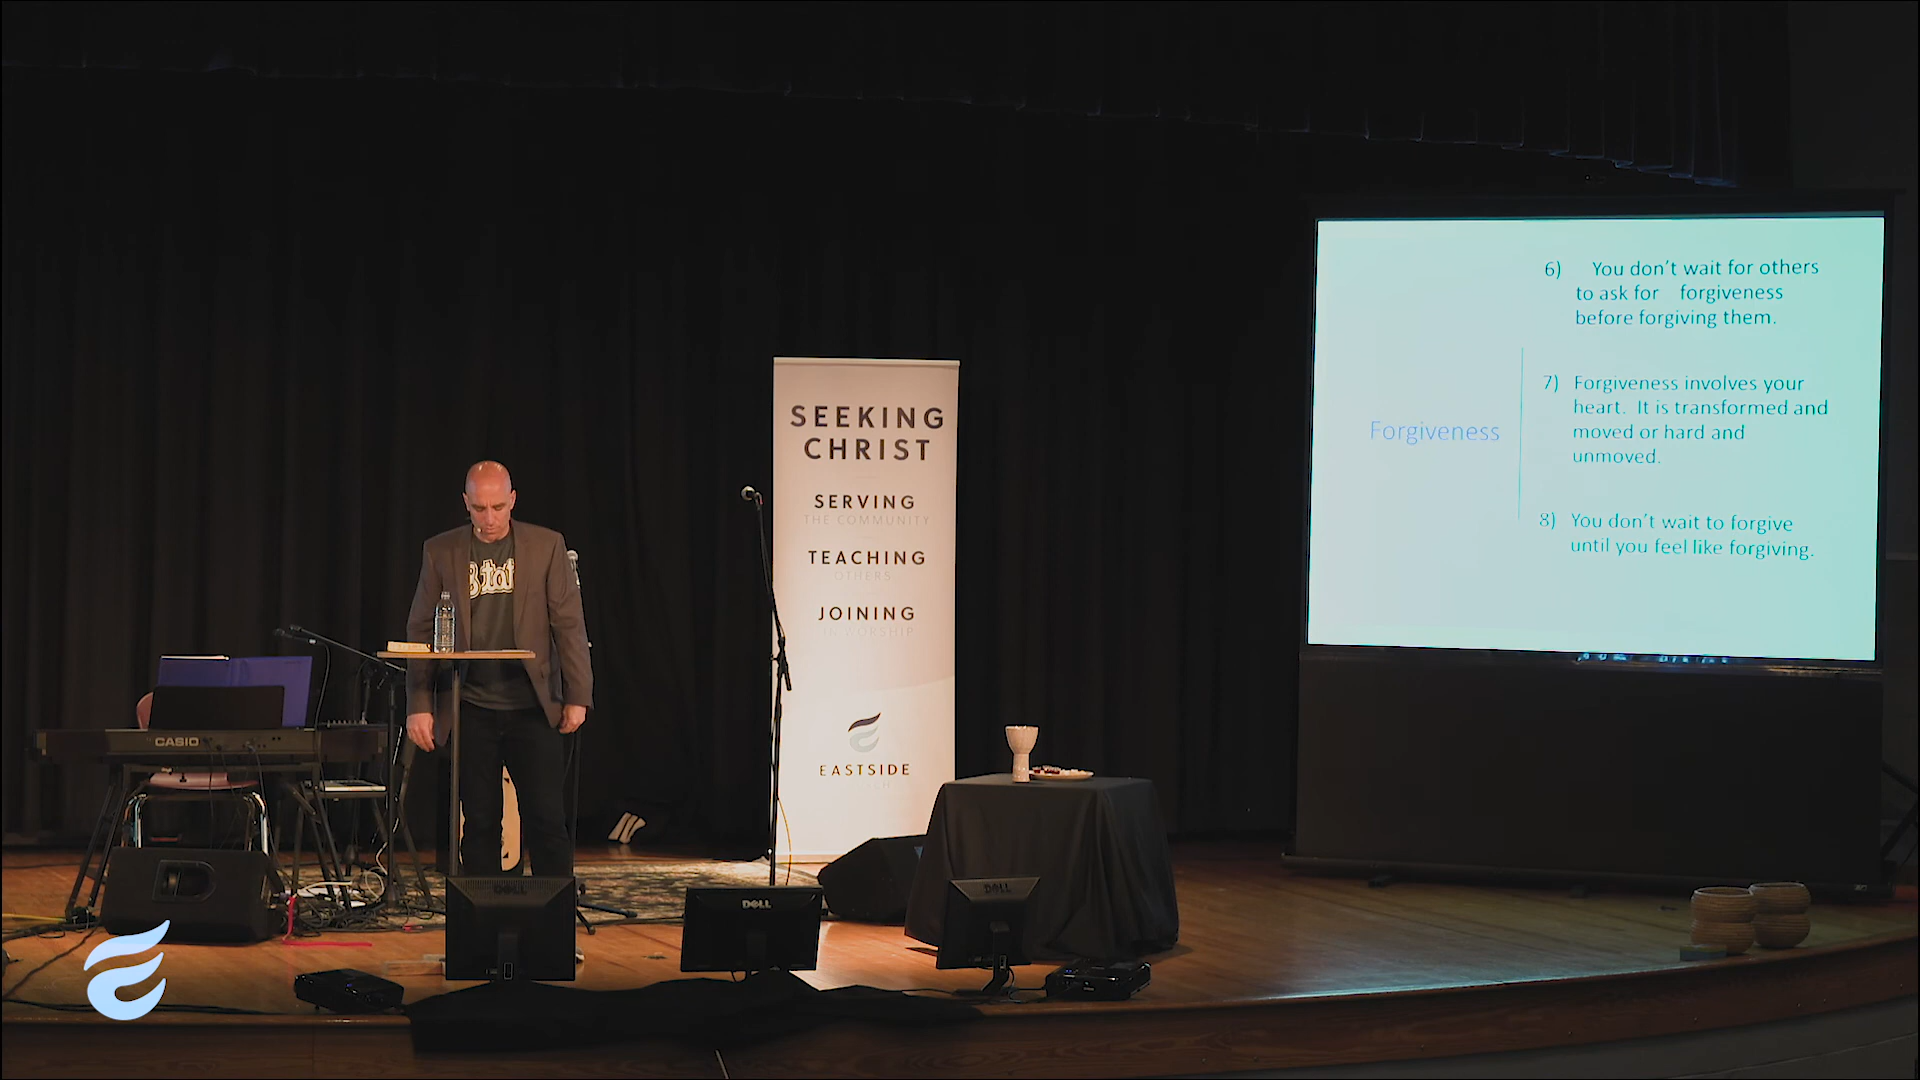 SEEKING
CHRIST
SERVING
THE COMMUNITY
TEACHING
OTHERS
JOINING
IN WORSHIP
EASTSIDE
Forgiveness
6) You don't wait for others
to ask for forgiveness
before forgiving them.
7) Forgiveness involves your
heart. It is transformed and
moved or hard and
unmoved.
8) You don't wait to forgive
until you feel like forgiving.
CASIO
DELL
DELL
DELL